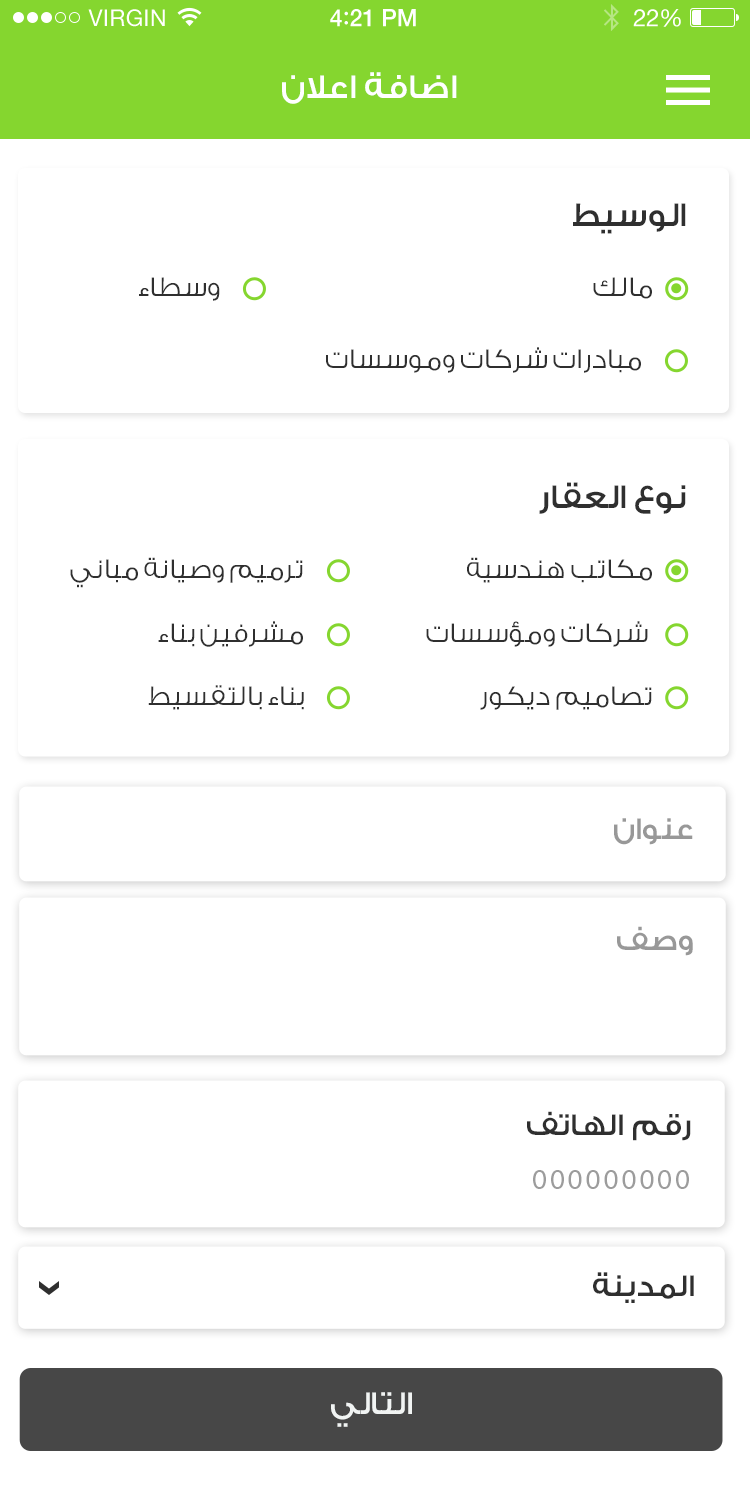 VIRGIN 4:21 PM 22%
اضافة اعلان
الوسيط
مالك وسطاء
مبادرات شركات وموسسات
نوع العقار
مكاتب هندسية ترميم وصيانة مباني
شركات ومؤسسات مشرفين بناء
تصاميم ديكور بناء بالتقسيط
عنوان
وصف
رقم الهاتف
000000000
المدينة
التالي